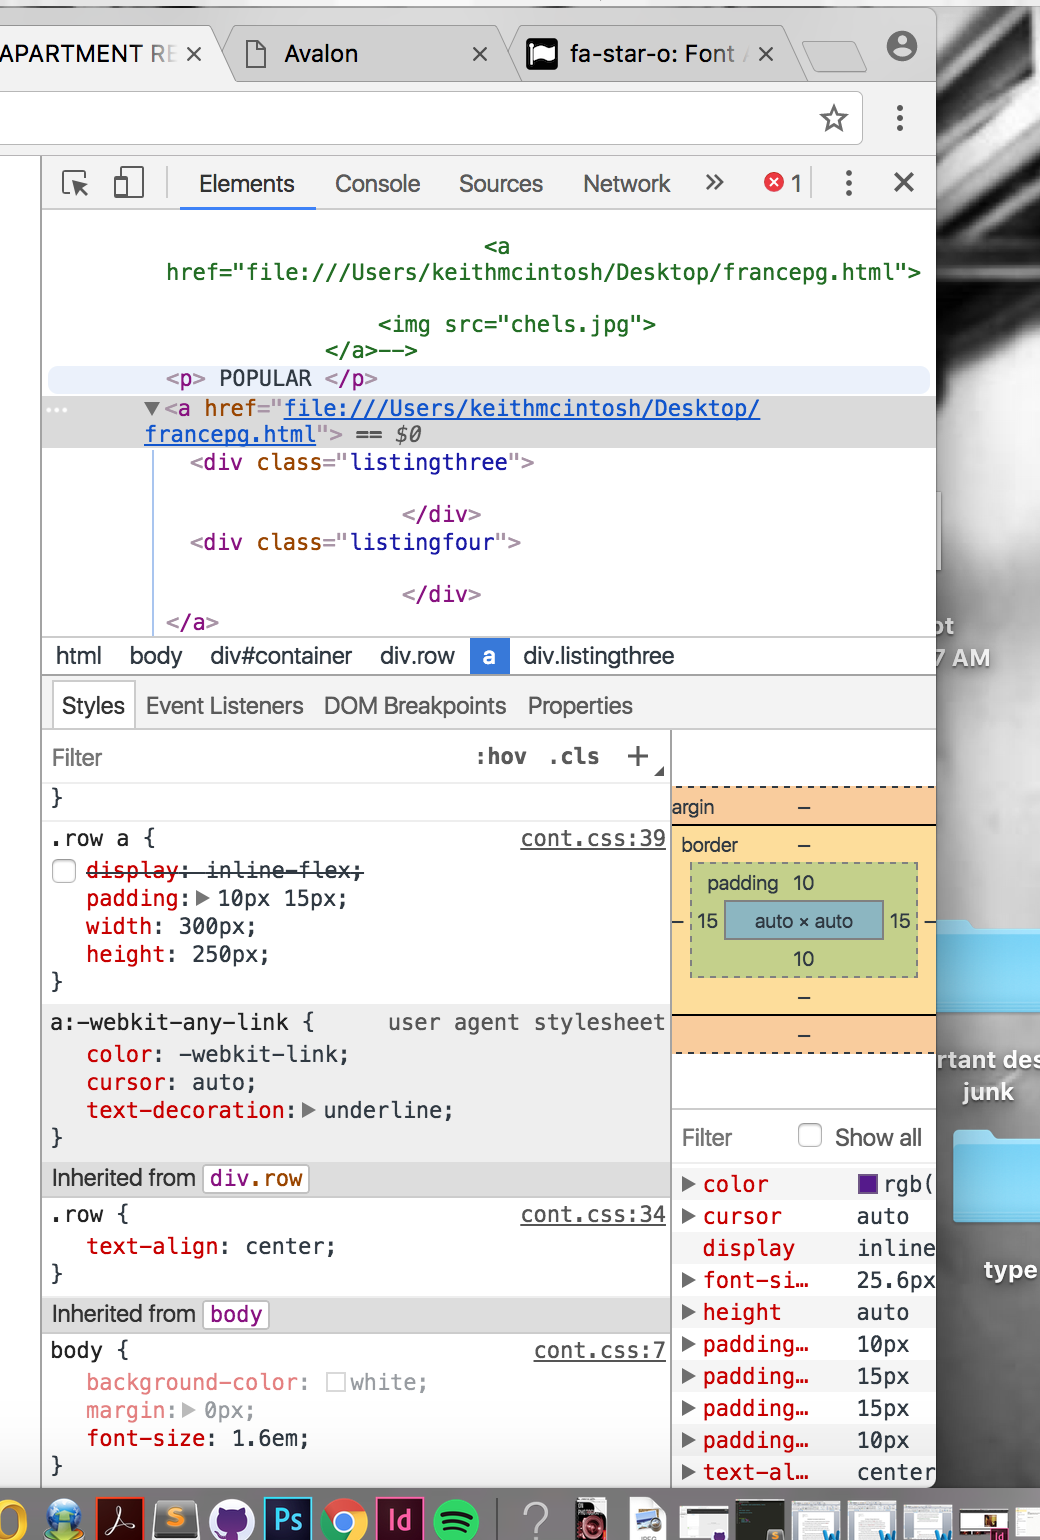 APARTMENT RE
Avalon
fa-star-o: Font A
Elements Console Sources Network 1
<a
href="file:///Users/keithmcintosh/Desktop/francepg.html">
<img src="chels.jpg">
</a>-->
<p> POPULAR </p>
<a href="file:///Users/keithmcintosh/Desktop/
francepg.html"> == $0
<div class="listingthree">
</div>
<div class="listingfour">
</div>
</a>
html body div#container div.row a div.listingthree
Styles Event Listeners DOM Breakpoints Properties
Filter :hov .cls +
}
.row a { cont.css:39
display: inline-flex;
padding: 10px 15px;
width: 300px;
height: 250px;
}
a:-webkit-any-link { user agent stylesheet
color: -webkit-link;
cursor: auto;
text-decoration: underline;
}
Inherited from div.row
.row { cont.css:34
text-align: center;
}
Inherited from body
body { cont.css:7
background-color: white;
margin: 0px;
font-size: 1.6em;
}
argin –
border –
padding 10
– 15 auto × auto 15 –
10
–
–
Filter Show all
color rgb(
cursor auto
display inline
font-si… 25.6px
height auto
padding… 10px
padding… 15px
padding… 15px
padding… 10px
text-al… center
ot
7 AM
rtant des
junk
type
Ps
Id